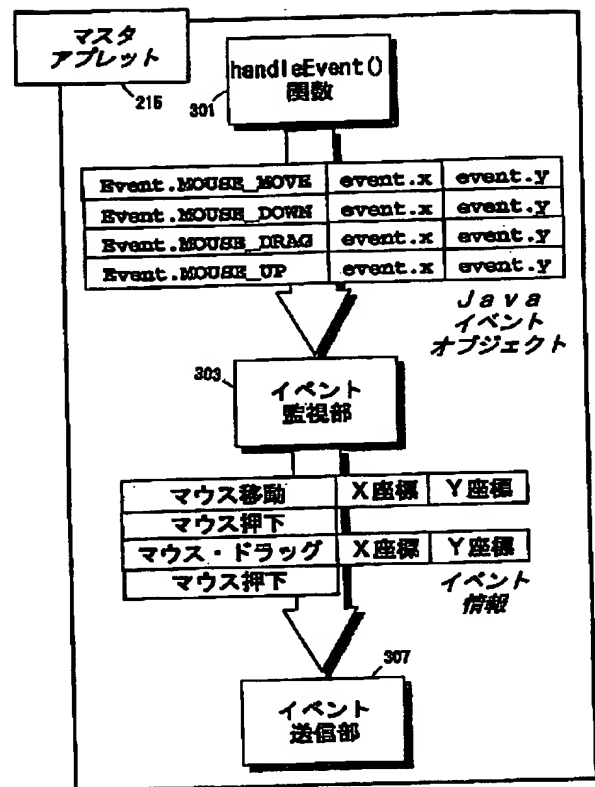 マスタ
アプレット
215
handleEvent()
関数
301
Event.MOUSE_MOVE event.x event.y
Event.MOUSE_DOWN event.x event.y
Event.MOUSE_DRAG event.x event.y
Event.MOUSE_UP event.x event.y
Java
イベント
オブジェクト
303
イベント
監視部
マウス移動 X座標 Y座標
マウス押下
マウス・ドラッグ X座標 Y座標
マウス押下
イベント
情報
307
イベント
送信部